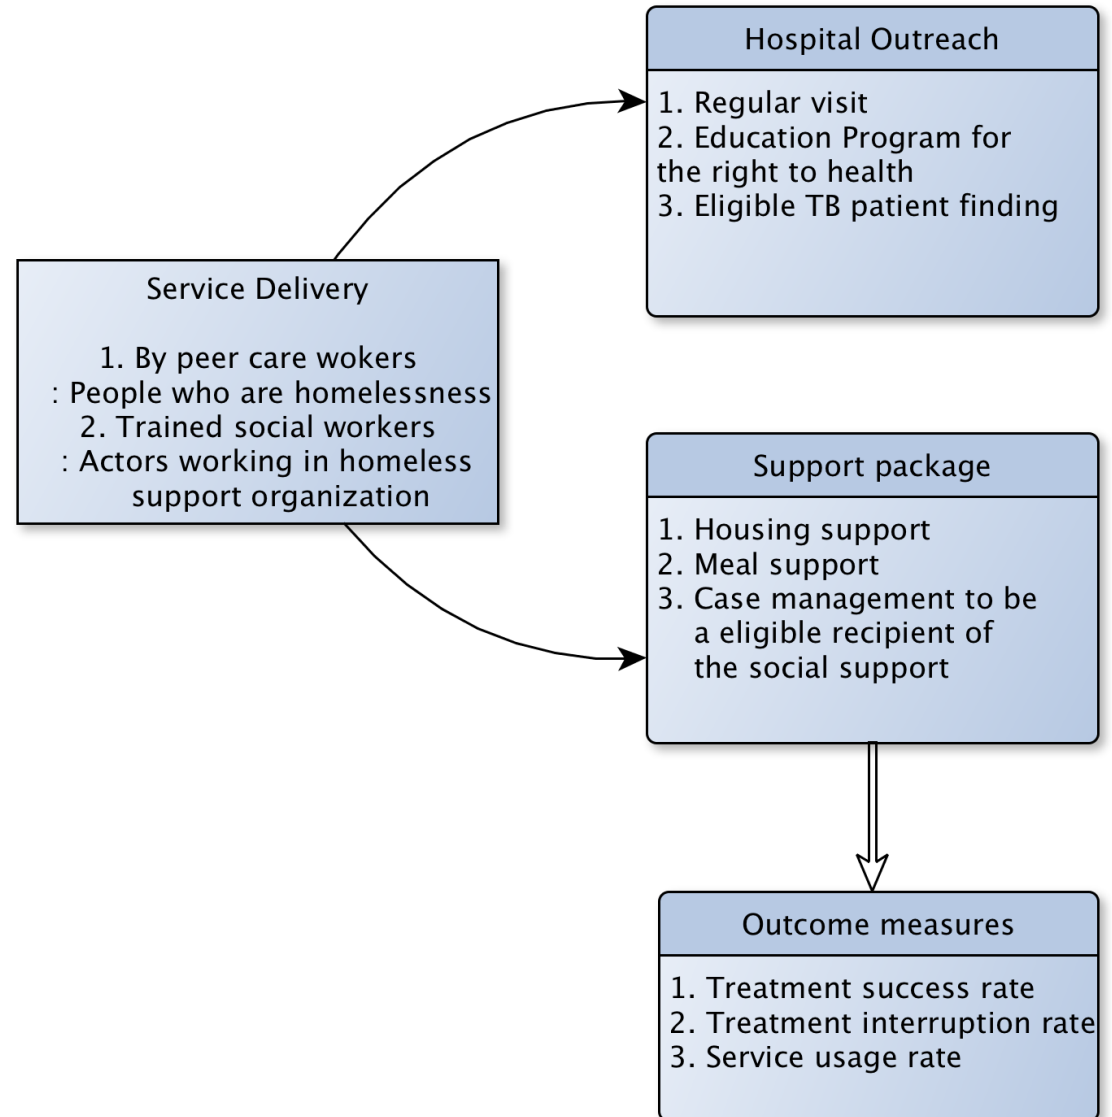 Hospital Outreach
1. Regular visit
2. Education Program for
the right to health
3. Eligible TB patient finding
Service Delivery
1. By peer care wokers
: People who are homelessness
2. Trained social workers
: Actors working in homeless
support organization
Support package
1. Housing support
2. Meal support
3. Case management to be
a eligible recipient of
the social support
Outcome measures
1. Treatment success rate
2. Treatment interruption rate
3. Service usage rate